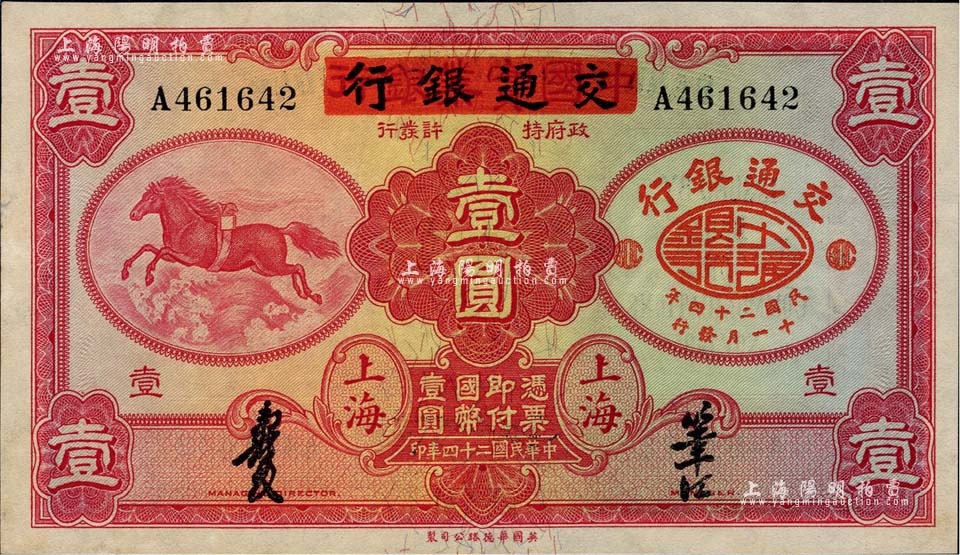 上海陽明拍賣
www.yangmingauction.com
壹
壹
交通銀行
A461642
A461642
政府特許發行
交通銀行
壹圓
上海陽明拍賣
www.yangmingauction.com
民國二十四年
十一月發行
壹
壹
上海
上海
憑票即付國幣壹圓
中華民國二十四年印
壹
壹
MANAG DIRECTOR
上海陽明拍賣
www.yangmingauction.com
英國華德路公司製